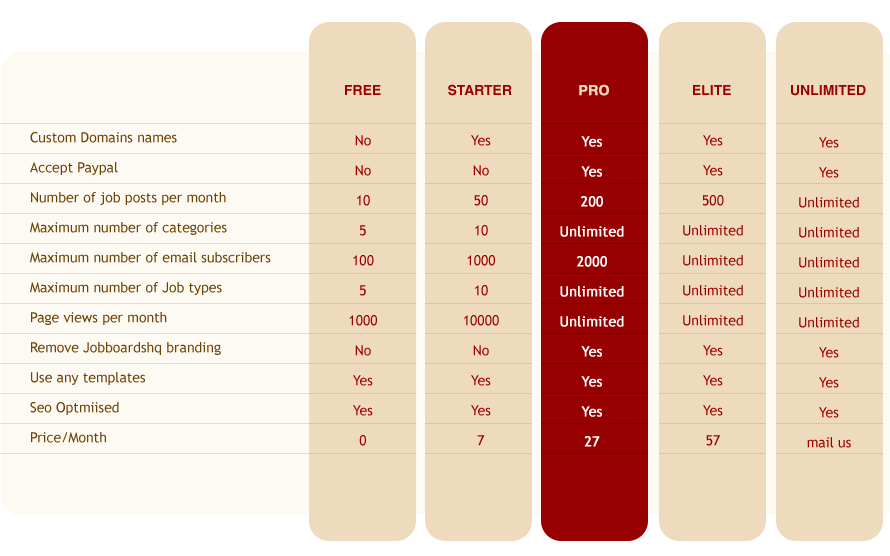 FREE STARTER PRO ELITE UNLIMITED
Custom Domains names No Yes Yes Yes Yes
Accept Paypal No No Yes Yes Yes
Number of job posts per month 10 50 200 500 Unlimited
Maximum number of categories 5 10 Unlimited Unlimited Unlimited
Maximum number of email subscribers 100 1000 2000 Unlimited Unlimited
Maximum number of Job types 5 10 Unlimited Unlimited Unlimited
Page views per month 1000 10000 Unlimited Unlimited Unlimited
Remove Jobboardshq branding No No Yes Yes Yes
Use any templates Yes Yes Yes Yes Yes
Seo Optmiised Yes Yes Yes Yes Yes
Price/Month 0 7 27 57 mail us